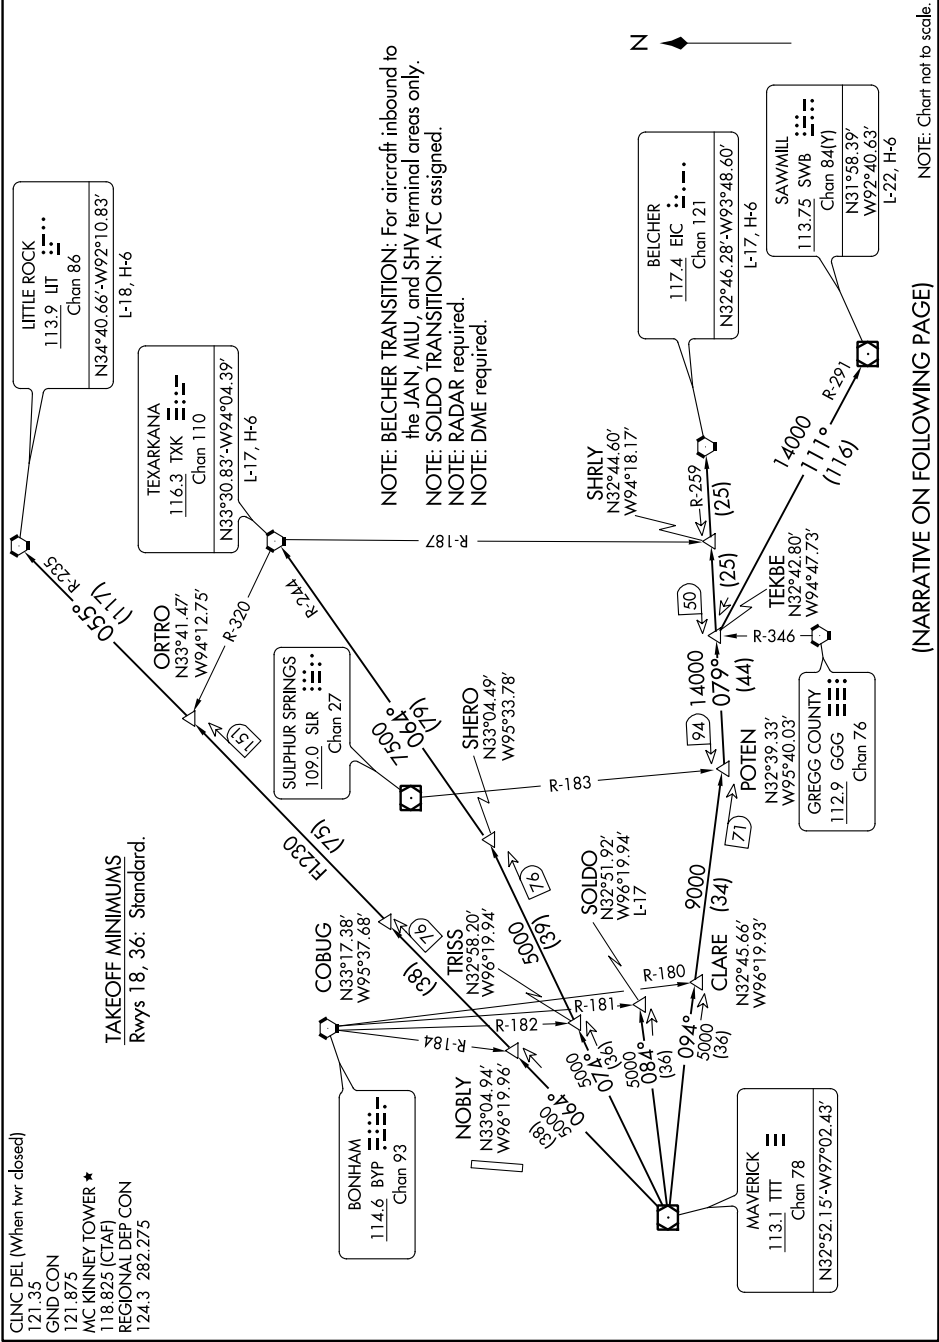 CLNC DEL (When twr closed)
121.35
GND CON
121.875
MC KINNEY TOWER ★
118.825 (CTAF)
REGIONAL DEP CON
124.3 282.275
TAKEOFF MINIMUMS
Rwys 18, 36: Standard.
LITTLE ROCK
113.9 LIT
Chan 86
N34°40.66'-W92°10.83'
L-18, H-6
R-235
055°
(117)
ORTRO
N33°41.47'
W94°12.75'
R-320
151
FL230
(75)
TEXARKANA
116.3 TXK
Chan 110
N33°30.83'-W94°04.39'
L-17, H-6
R-244
R-187
7500
064°
(79)
SULPHUR SPRINGS
109.0 SLR
Chan 27
R-183
SHERO
N33°04.49'
W95°33.78'
76
5000
(39)
COBUG
N33°17.38'
W95°37.68'
76
(38)
TRISS
N32°58.20'
W96°19.94'
SOLDO
N32°51.92'
W96°19.94'
L-17
BONHAM
114.6 BYP
Chan 93
R-184
R-182
R-181
R-180
NOBLY
N33°04.94'
W96°19.96'
5000
064°
(38)
5000
074°
(36)
5000
084°
(36)
094°
5000
(36)
CLARE
N32°45.66'
W96°19.93'
9000
(34)
71
94
POTEN
N32°39.33'
W95°40.03'
14000
079°
(44)
GREGG COUNTY
112.9 GGG
Chan 76
R-346
TEKBE
N32°42.80'
W94°47.73'
50
(25)
SHRLY
N32°44.60'
W94°18.17'
R-259
(25)
BELCHER
117.4 EIC
Chan 121
N32°46.28'-W93°48.60'
L-17, H-6
14000
111°
(116)
R-291
SAWMILL
113.75 SWB
Chan 84(Y)
N31°58.39'
W92°40.63'
L-22, H-6
MAVERICK
113.1 TTT
Chan 78
N32°52.15'-W97°02.43'
NOTE: BELCHER TRANSITION: For aircraft inbound to
the JAN, MLU, and SHV terminal areas only.
NOTE: SOLDO TRANSITION: ATC assigned.
NOTE: RADAR required.
NOTE: DME required.
N
(NARRATIVE ON FOLLOWING PAGE)
NOTE: Chart not to scale.